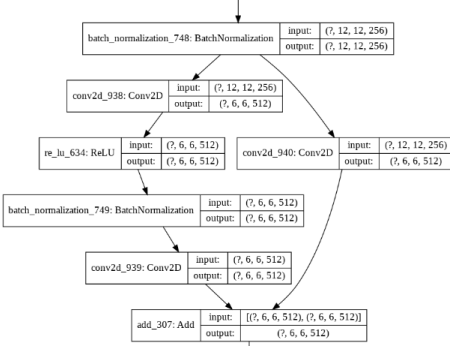 batch_normalization_748: BatchNormalization input: (?, 12, 12, 256)
output: (?, 12, 12, 256)
conv2d_938: Conv2D input: (?, 12, 12, 256)
output: (?, 6, 6, 512)
re_lu_634: ReLU input: (?, 6, 6, 512)
output: (?, 6, 6, 512)
conv2d_940: Conv2D input: (?, 12, 12, 256)
output: (?, 6, 6, 512)
batch_normalization_749: BatchNormalization input: (?, 6, 6, 512)
output: (?, 6, 6, 512)
conv2d_939: Conv2D input: (?, 6, 6, 512)
output: (?, 6, 6, 512)
add_307: Add input: [(?, 6, 6, 512), (?, 6, 6, 512)]
output: (?, 6, 6, 512)